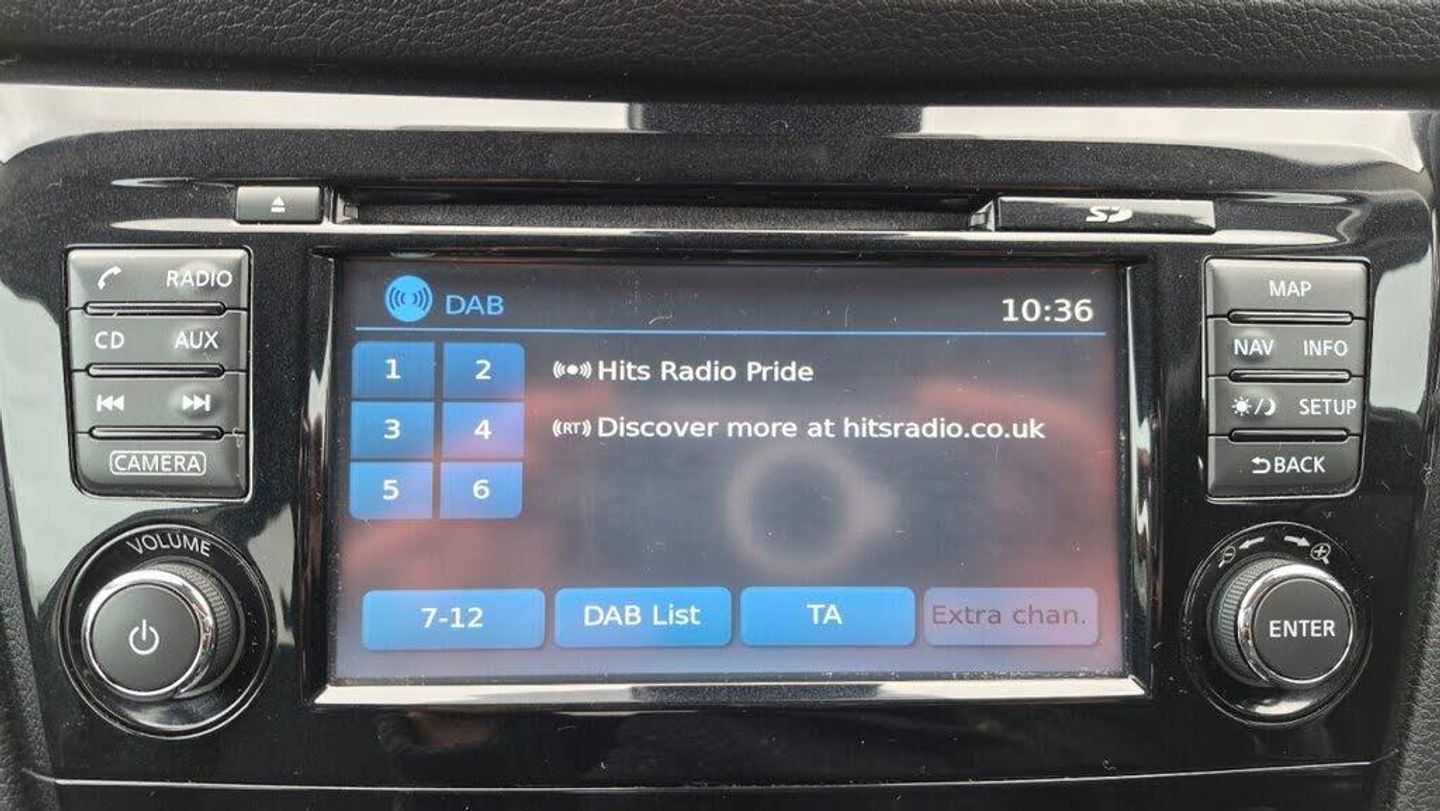 SD
RADIO
CD AUX
CAMERA
VOLUME
DAB 10:36
1 2
3 4
5 6
Hits Radio Pride
(RT) Discover more at hitsradio.co.uk
7-12 DAB List TA Extra chan.
MAP
NAV INFO
/ SETUP
BACK
ENTER